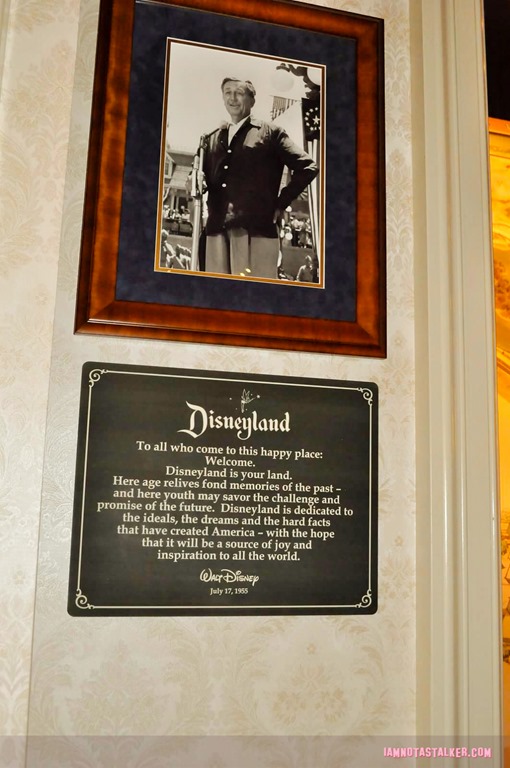 Disneyland
To all who come to this happy place:
Welcome.
Disneyland is your land.
Here age relives fond memories of the past –
and here youth may savor the challenge and
promise of the future. Disneyland is dedicated to
the ideals, the dreams and the hard facts
that have created America – with the hope
that it will be a source of joy and
inspiration to all the world.
Walt Disney
July 17, 1955
IAMNOTASTALKER.COM